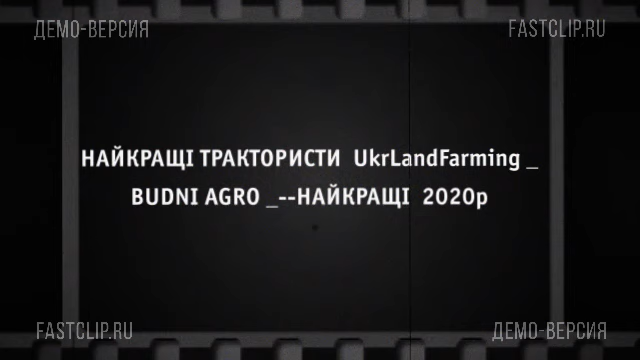 ДЕМО-ВЕРСИЯ FASTCLIP.RU
НАЙКРАЩІ ТРАКТОРИСТИ UkrLandFarming _
BUDNI AGRO _--НАЙКРАЩІ 2020р
FASTCLIP.RU ДЕМО-ВЕРСИЯ